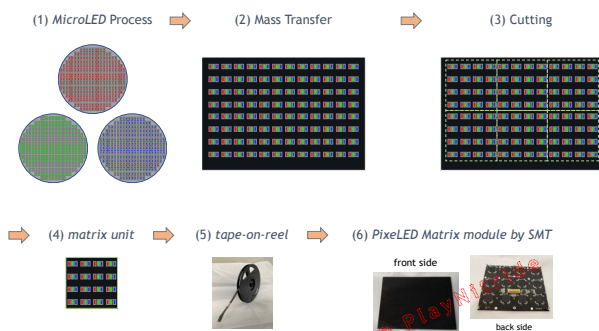 (1) MicroLED Process
(2) Mass Transfer
(3) Cutting
(4) matrix unit
(5) tape-on-reel
(6) PixeLED Matrix module by SMT
front side
back side
PlayNitride